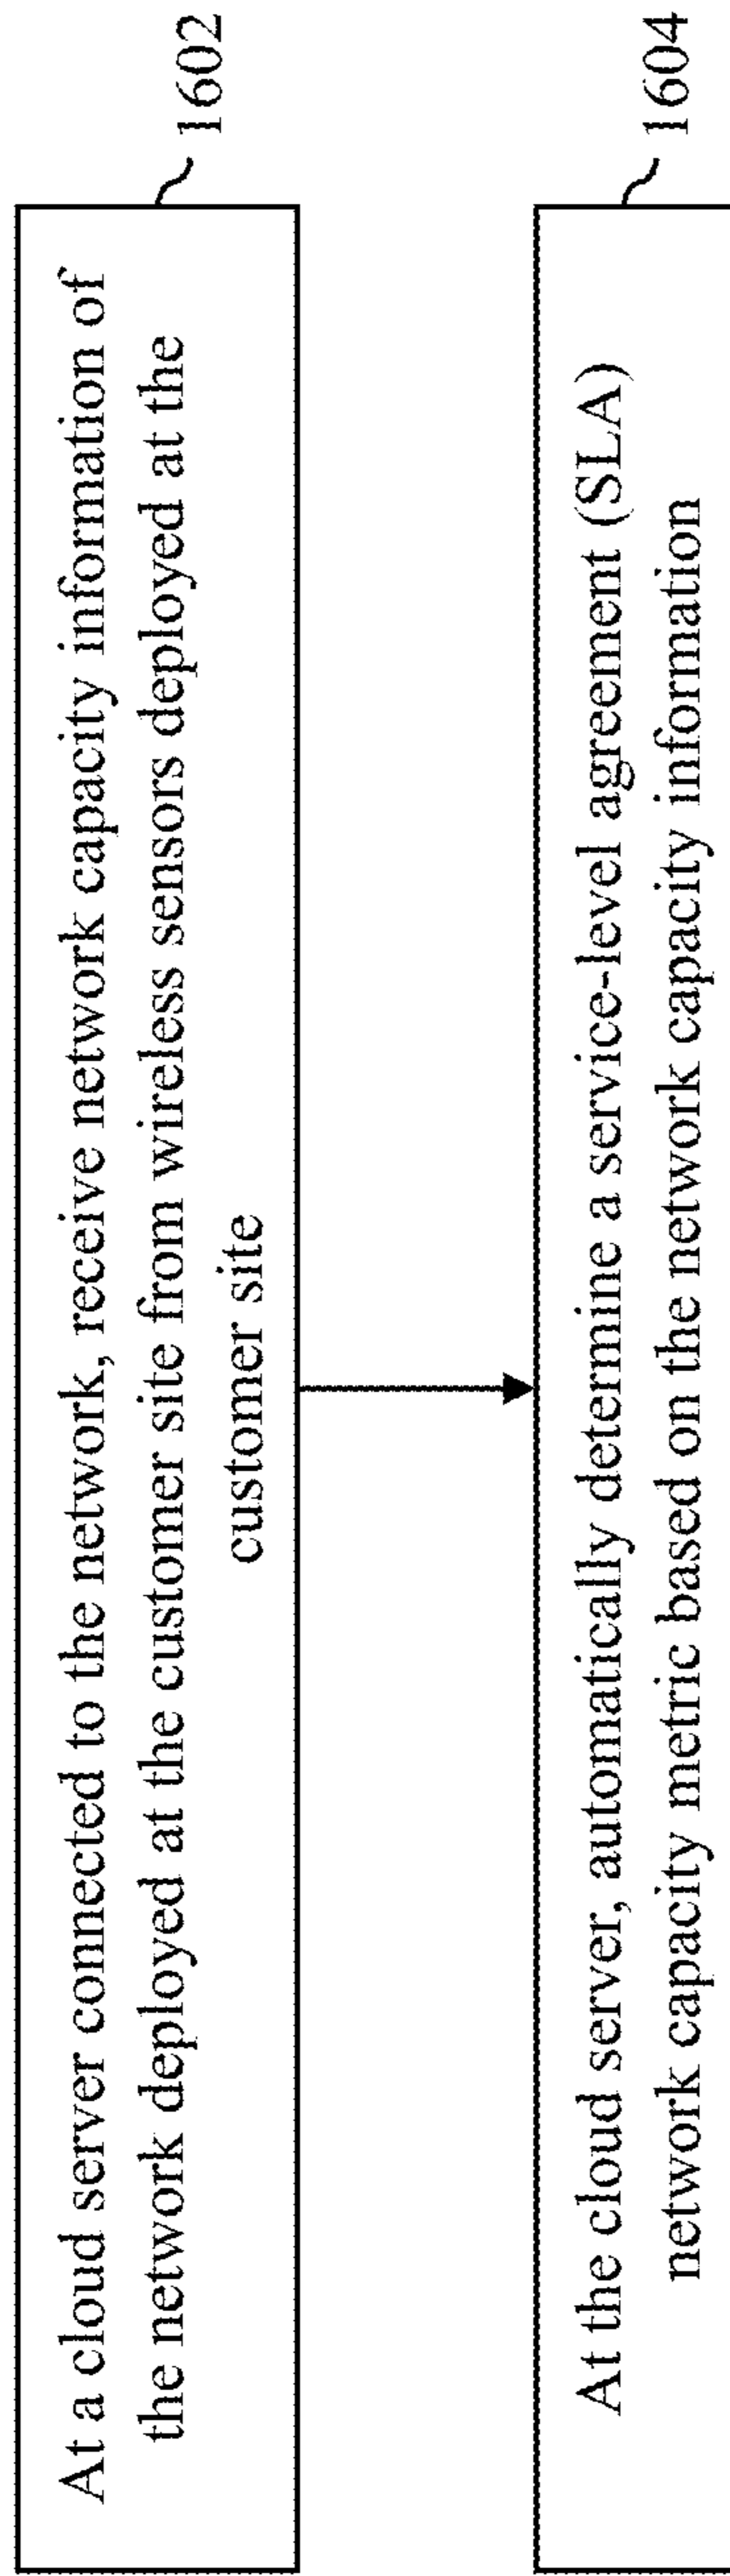 At a cloud server connected to the network, receive network capacity information of
the network deployed at the customer site from wireless sensors deployed at the
customer site
1602
At the cloud server, automatically determine a service-level agreement (SLA)
network capacity metric based on the network capacity information
1604